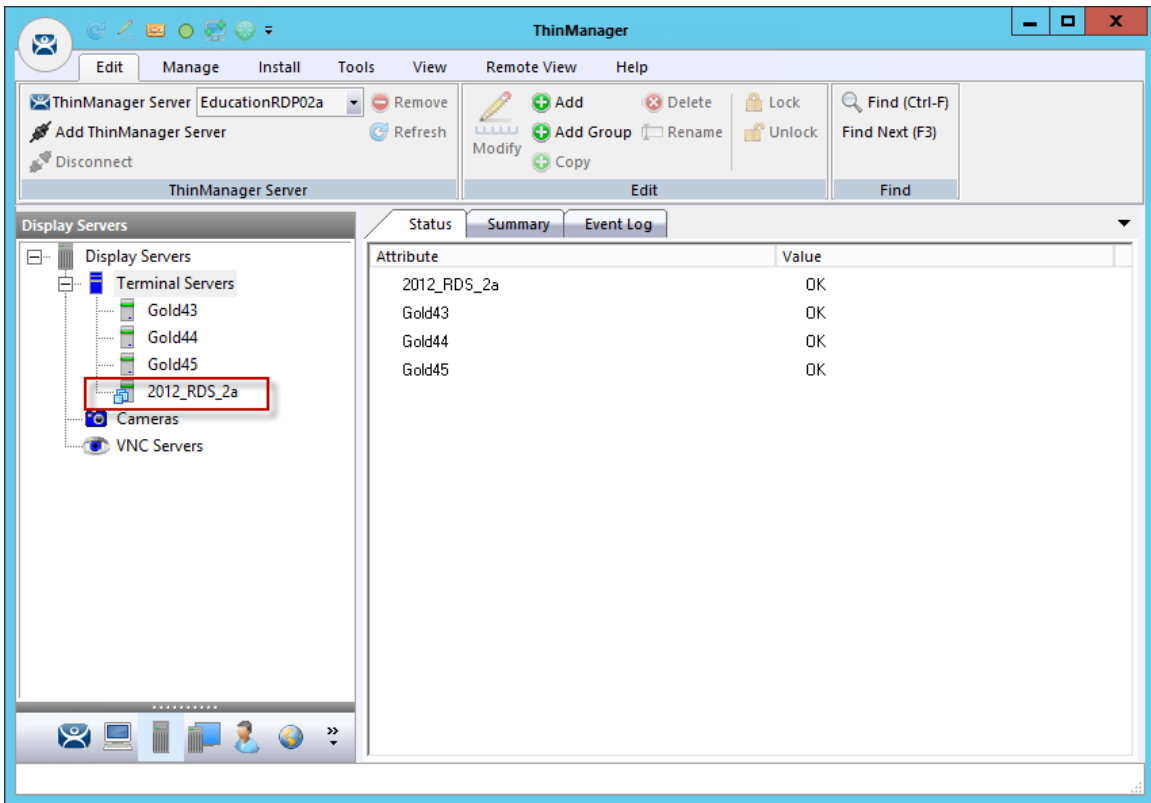 ThinManager
Edit Manage Install Tools View Remote View Help
ThinManager Server EducationRDP02a Remove Add Delete Lock Find (Ctrl-F)
Add ThinManager Server Refresh Modify Add Group Rename Unlock Find Next (F3)
Disconnect Copy
ThinManager Server Edit Find
Display Servers Status Summary Event Log
Display Servers Attribute Value
Terminal Servers 2012_RDS_2a OK
Gold43 Gold43 OK
Gold44 Gold44 OK
Gold45 Gold45 OK
2012_RDS_2a
Cameras
VNC Servers